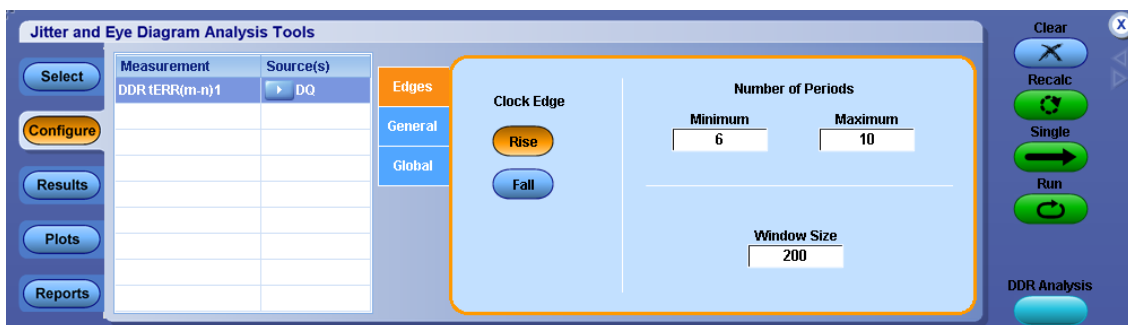 Jitter and Eye Diagram Analysis Tools
Select
Configure
Results
Plots
Reports
Measurement Source(s)
DDR tERR(m-n)1 DQ
Edges
General
Global
Clock Edge
Rise
Fall
Number of Periods
Minimum Maximum
6 10
Window Size
200
Clear
X
Recalc
Single
Run
DDR Analysis